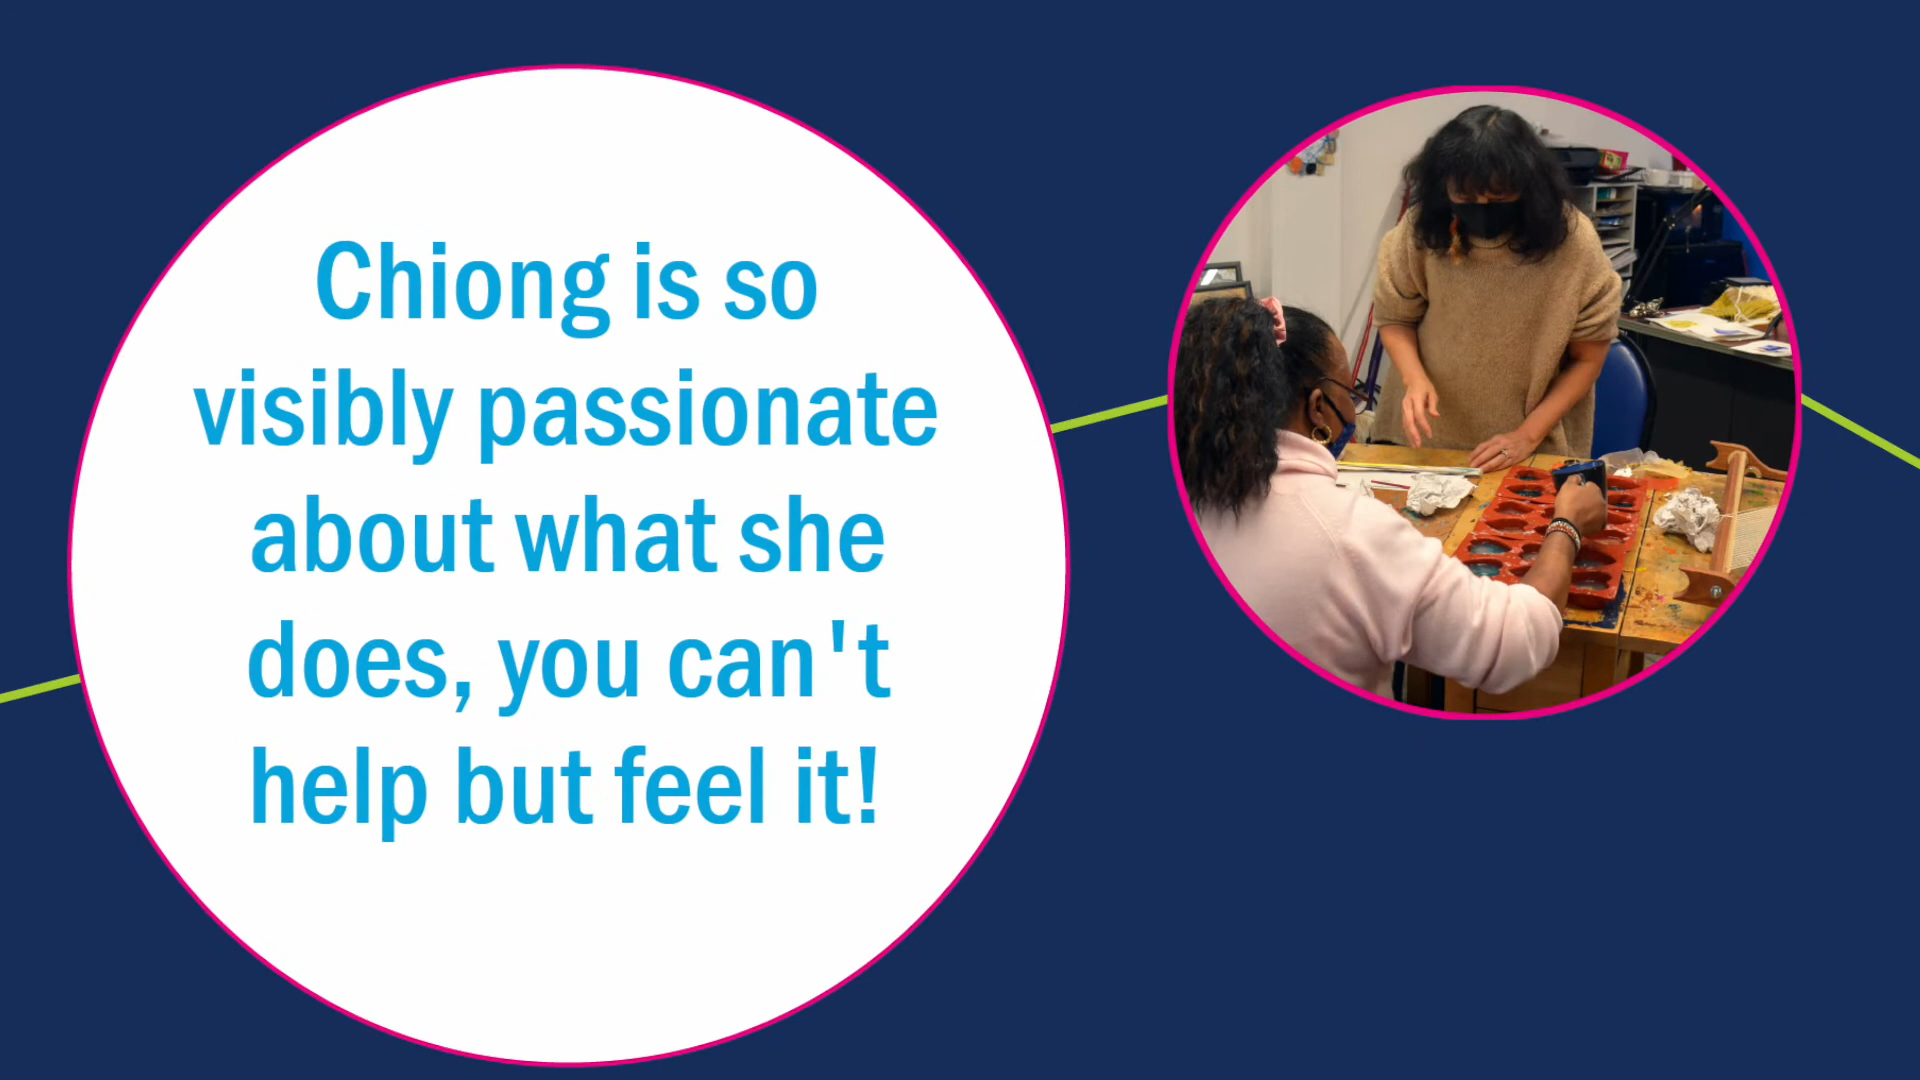 Chiong is so
visibly passionate
about what she
does, you can't
help but feel it!